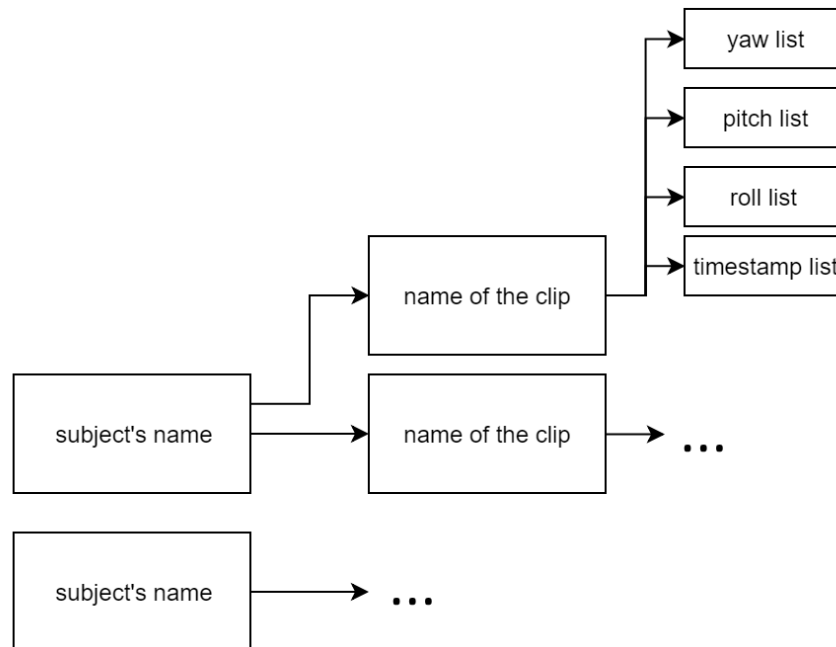 yaw list
pitch list
roll list
timestamp list
name of the clip
subject's name
name of the clip
...
subject's name
...